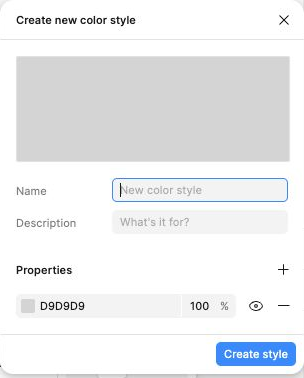 Create new color style
Name New color style
Description What's it for?
Properties
D9D9D9 100 %
Create style